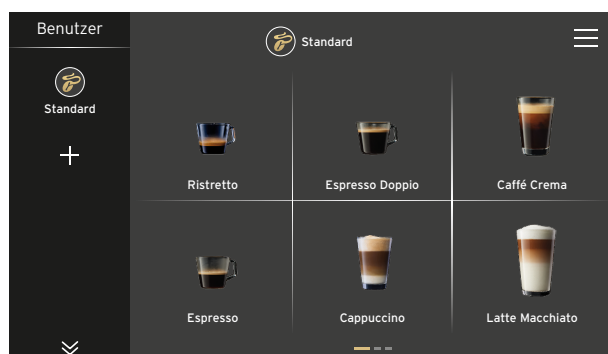 Benutzer
Standard
Standard
Ristretto
Espresso Doppio
Caffé Crema
Espresso
Cappuccino
Latte Macchiato